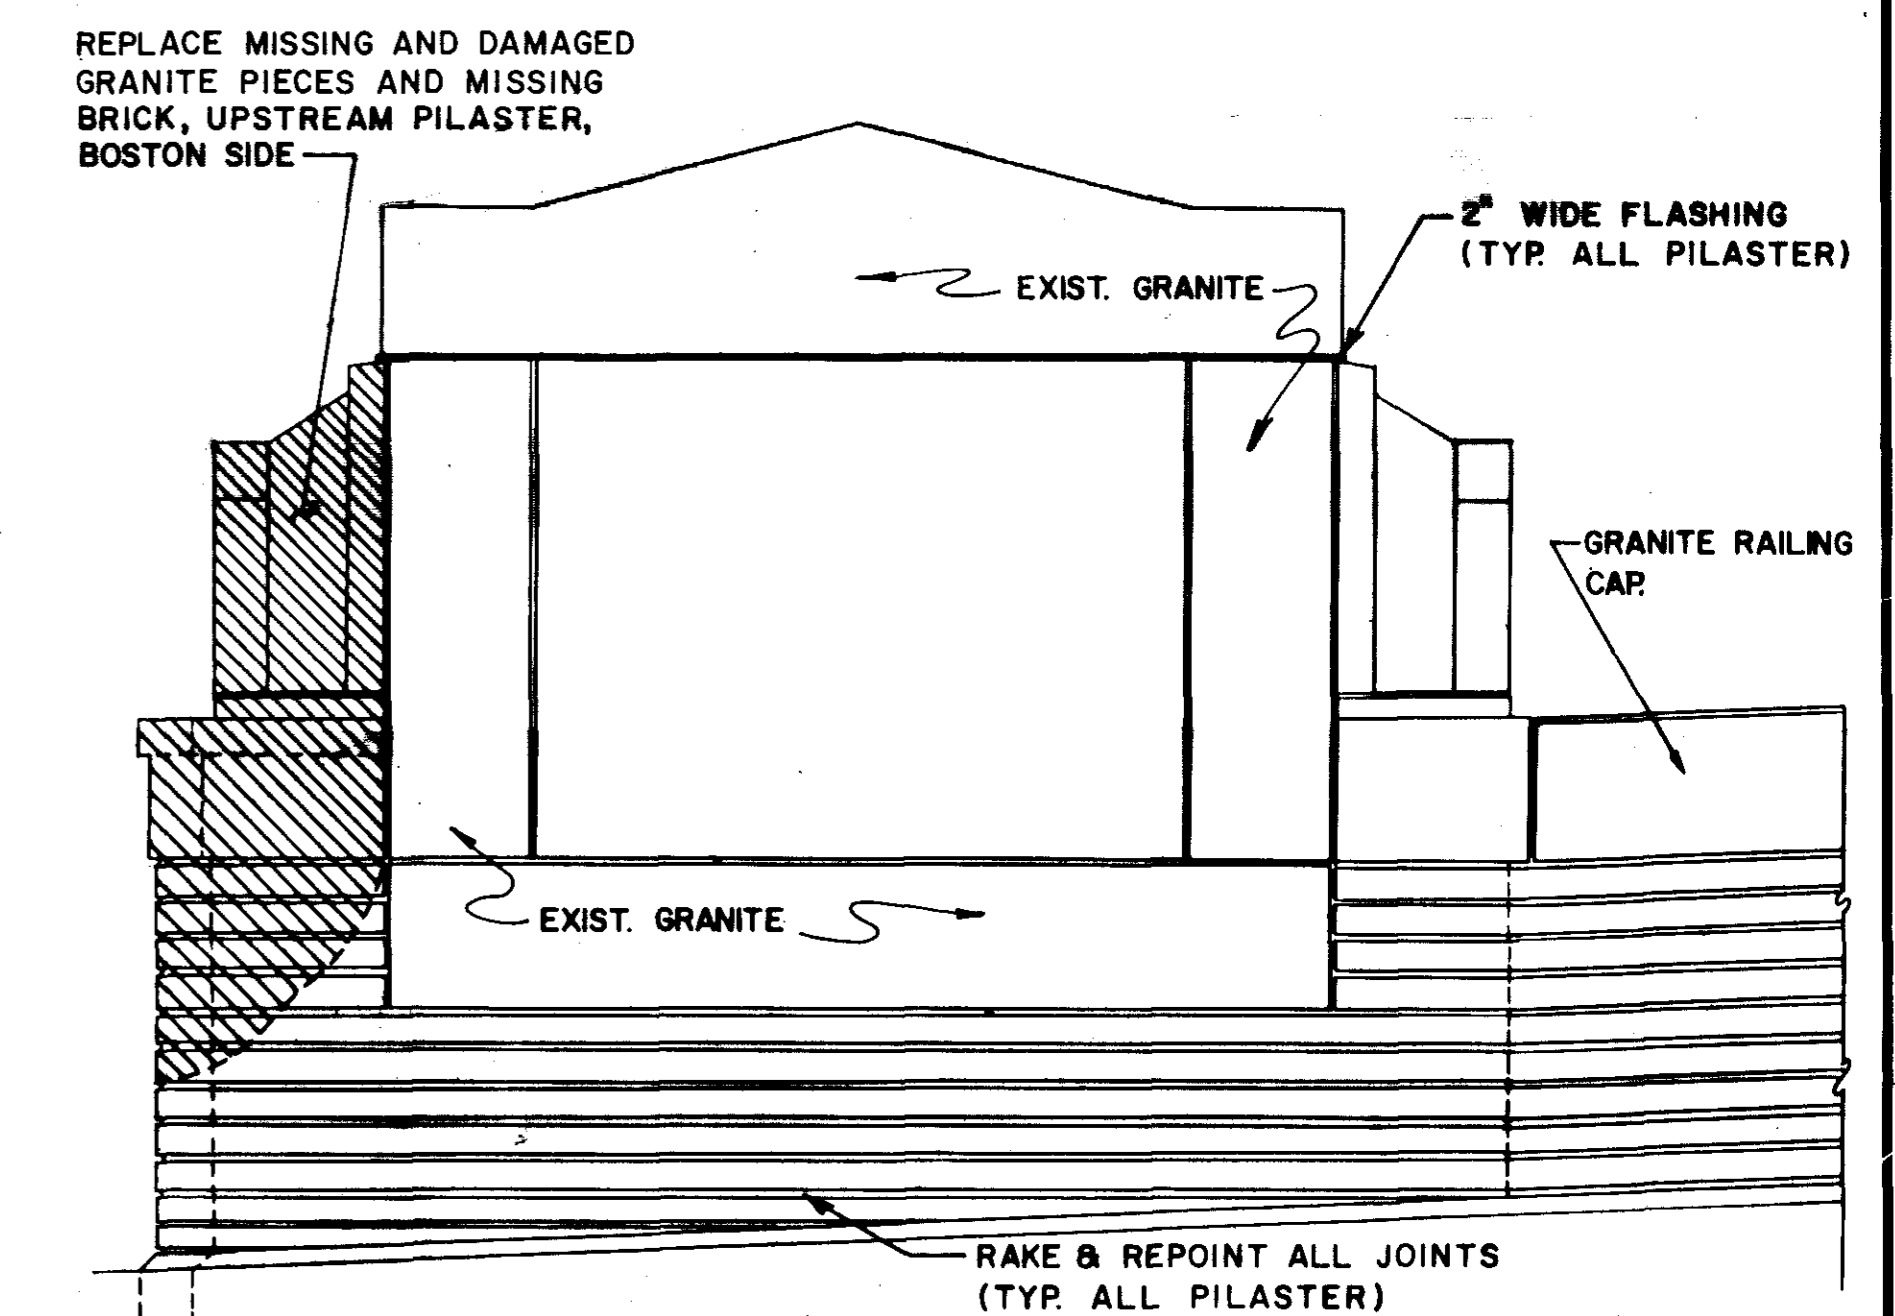 REPLACE MISSING AND DAMAGED
GRANITE PIECES AND MISSING
BRICK, UPSTREAM PILASTER,
BOSTON SIDE
2" WIDE FLASHING
(TYP. ALL PILASTER)
EXIST. GRANITE
GRANITE RAILING
CAP.
EXIST. GRANITE
RAKE & REPOINT ALL JOINTS
(TYP. ALL PILASTER)